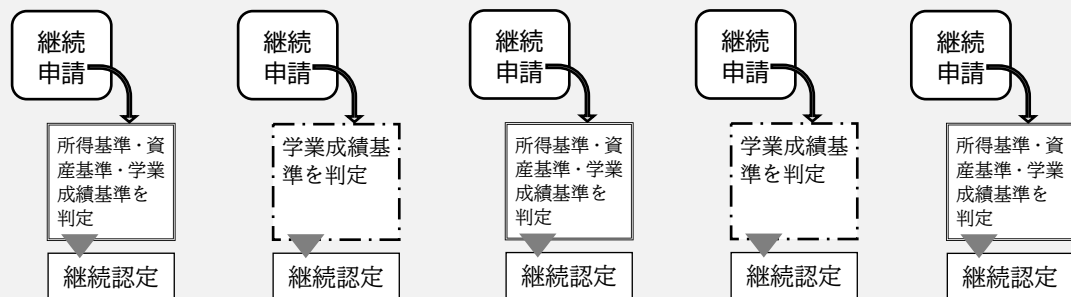 継続
申請
所得基準・資
産基準・学業
成績基準を
判定
継続認定
継続
申請
学業成績基
準を判定
継続認定
継続
申請
所得基準・資
産基準・学業
成績基準を
判定
継続認定
継続
申請
学業成績基
準を判定
継続認定
継続
申請
所得基準・資
産基準・学業
成績基準を
判定
継続認定